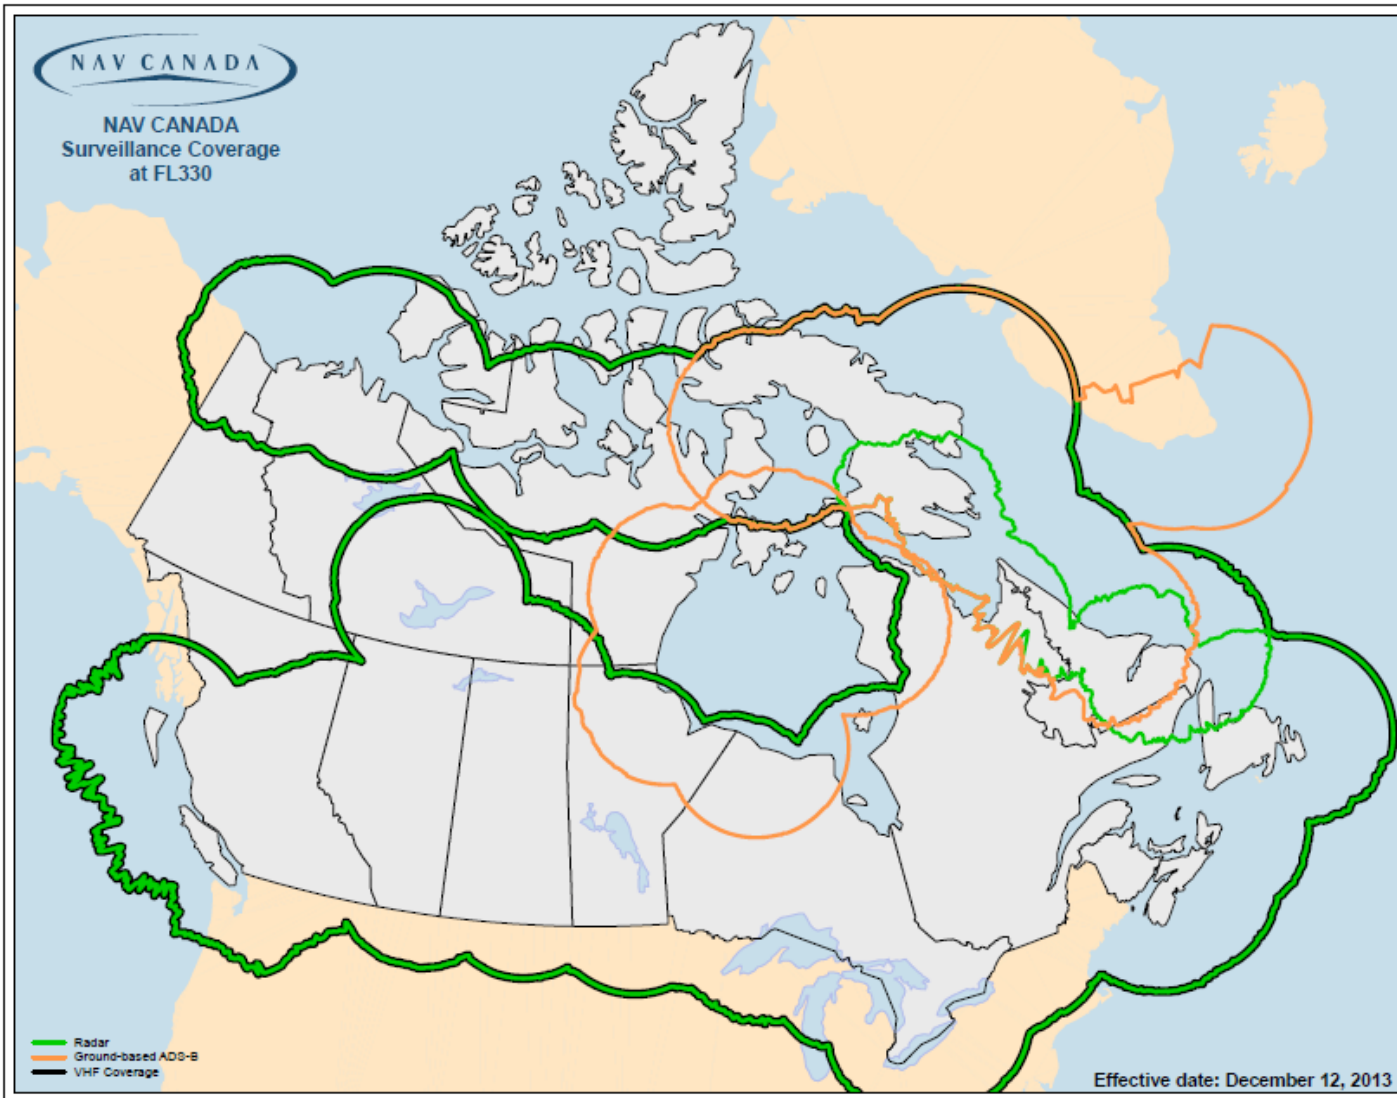 NAV CANADA
NAV CANADA
Surveillance Coverage
at FL330
Radar
Ground-based ADS-B
VHF Coverage
Effective date: December 12, 2013